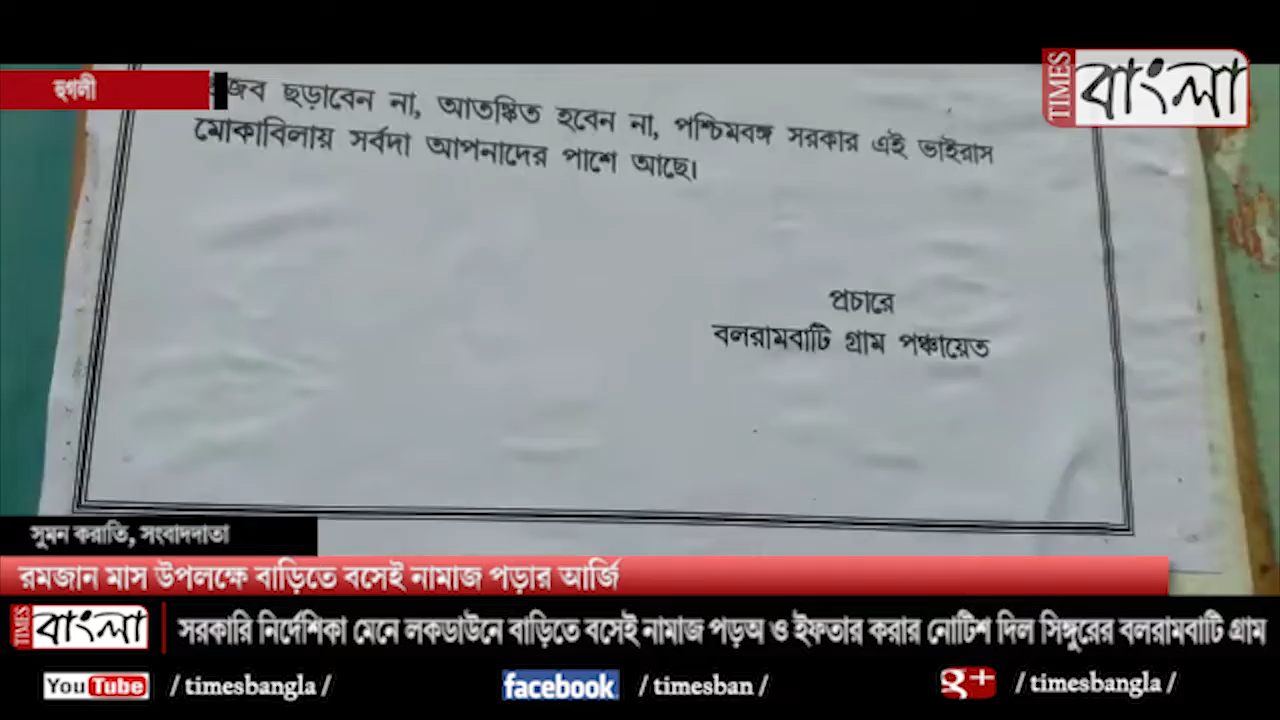 হুগলী
TIMES বাংলা
জব ছড়াবেন না, আতঙ্কিত হবেন না, পশ্চিমবঙ্গ সরকার এই ভাইরাস
মোকাবিলায় সর্বদা আপনাদের পাশে আছে।
প্রচারে
বলরামবাটি গ্রাম পঞ্চায়েত
সুমন করাতি, সংবাদদাতা
রমজান মাস উপলক্ষে বাড়িতে বসেই নামাজ পড়ার আর্জি
TIMES বাংলা
সরকারি নির্দেশিকা মেনে লকডাউনে বাড়িতে বসেই নামাজ পড়অ ও ইফতার করার নোটিশ দিল সিঙ্গুরের বলরামবাটি গ্রাম
YouTube /timesbangla/ facebook /timesban/ g+ /timesbangla/